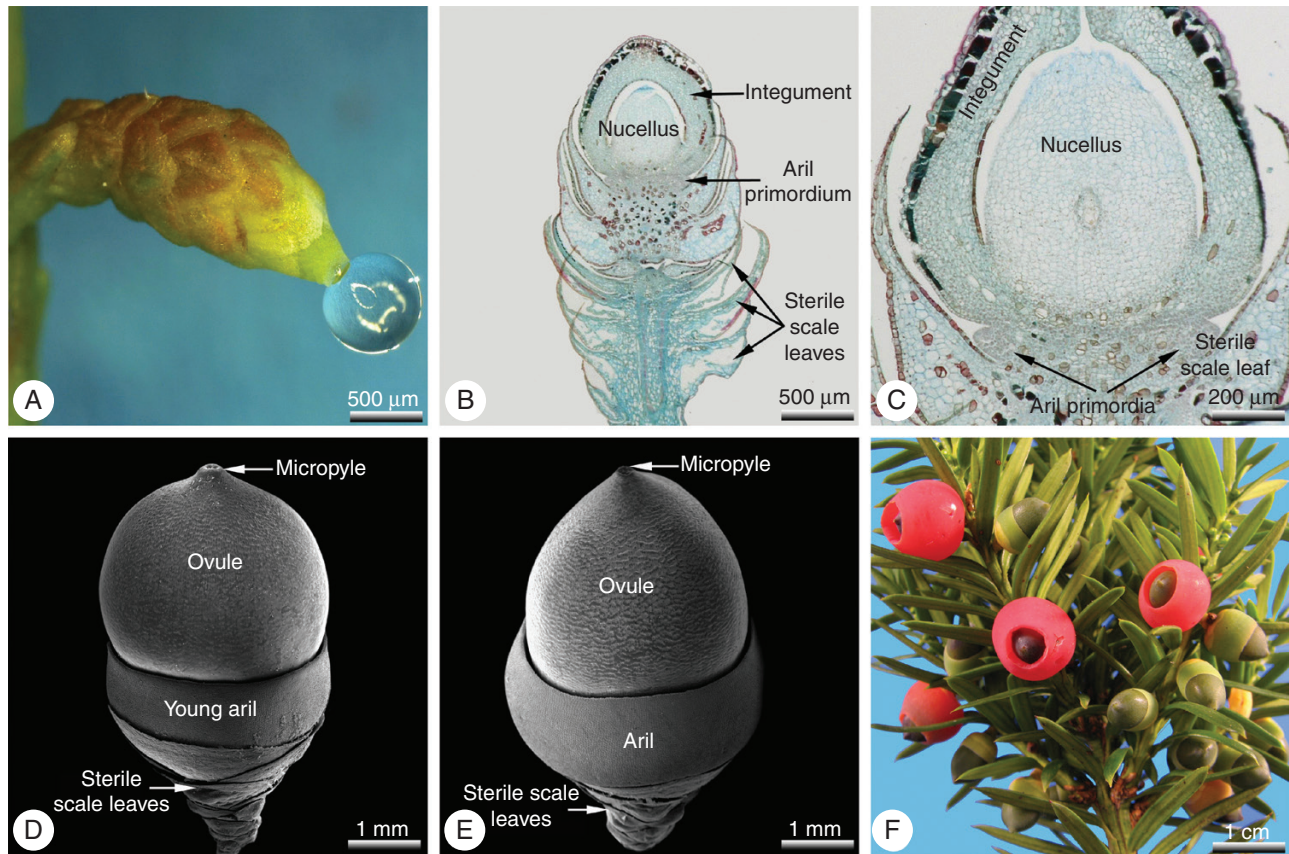 A
500 µm
Integument
Nucellus
Aril
primordium
Sterile
scale
leaves
B
500 µm
Integument
Nucellus
Sterile
scale leaf
Aril primordia
C
200 µm
Micropyle
Ovule
Young aril
Sterile
scale leaves
D
1 mm
Micropyle
Ovule
Aril
Sterile scale
leaves
E
1 mm
F
1 cm